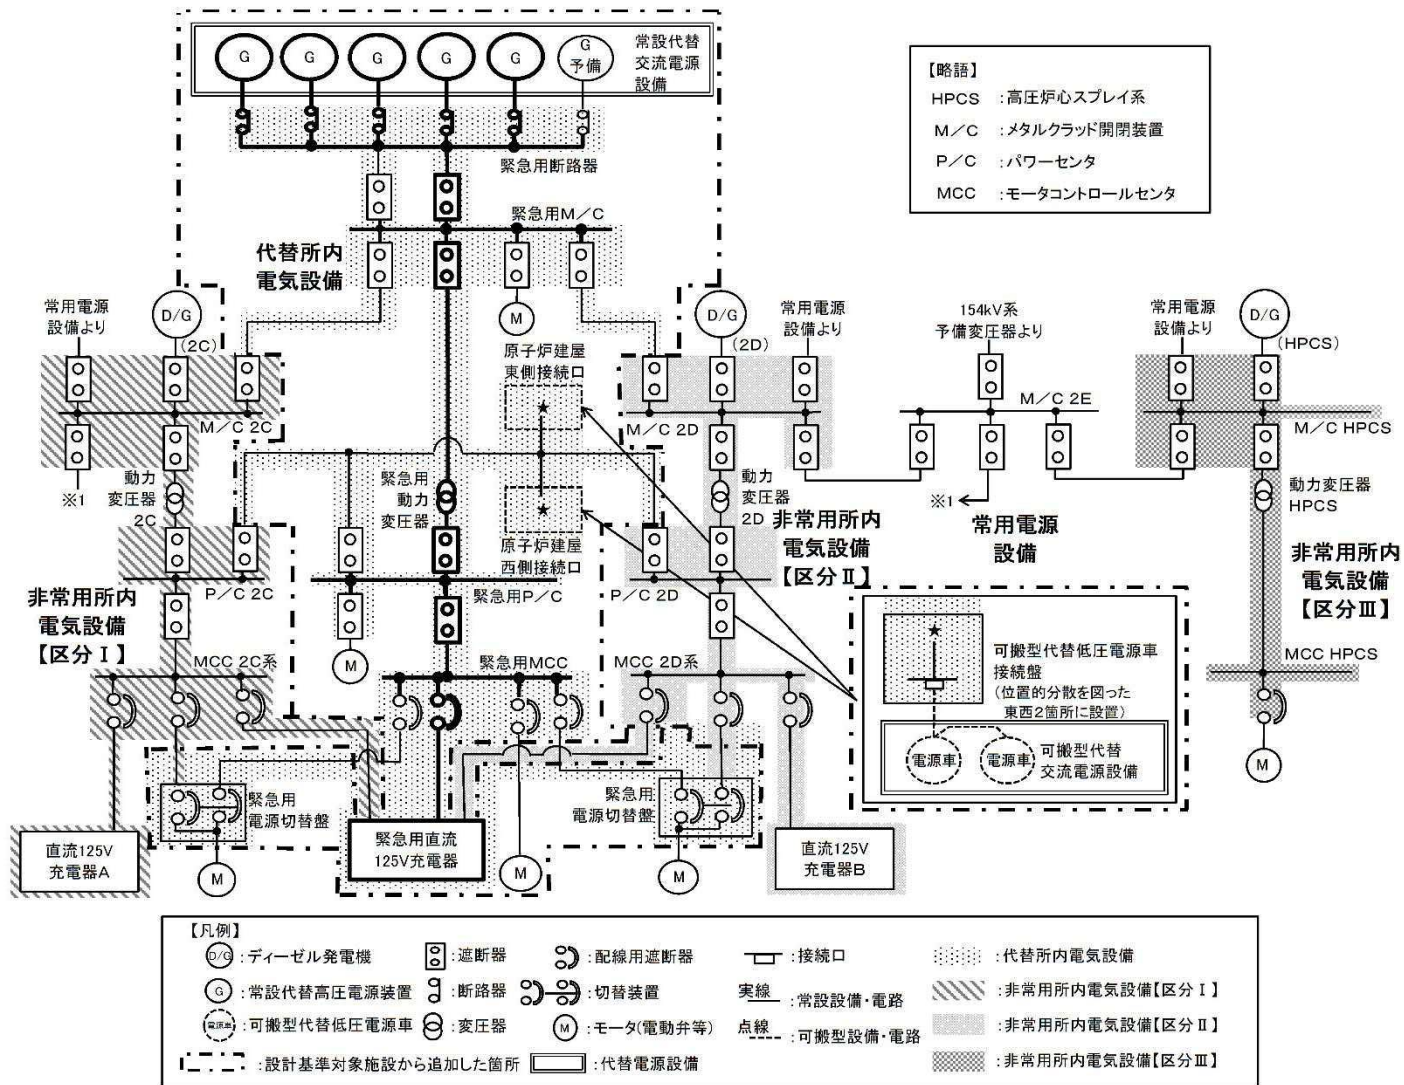 G
G
G
G
G
G
予備
常設代替
交流電源
設備
緊急用断路器
緊急用M／C
代替所内
電気設備
【略語】
HPCS ：高圧炉心スプレイ系
M／C ：メタルクラッド開閉装置
P／C ：パワーセンタ
MCC ：モータコントロールセンタ
常用電源
設備より
D/G
(2C)
M
原子炉建屋
東側接続口
D/G
(2D)
常用電源
設備より
154kV系
予備変圧器より
常用電源
設備より
D/G
(HPCS)
M／C 2C
M／C 2D
M／C 2E
M／C HPCS
※1
動力
変圧器
2C
緊急用
動力
変圧器
★
★
原子炉建屋
西側接続口
動力
変圧器
2D
※1
常用電源
設備
動力変圧器
HPCS
非常用所内
電気設備
【区分Ⅰ】
P／C 2C
緊急用P／C
P／C 2D
非常用所内
電気設備
【区分Ⅱ】
非常用所内
電気設備
【区分Ⅲ】
M
MCC 2C系
緊急用MCC
MCC 2D系
MCC HPCS
M
★
可搬型代替低圧電源車
接続盤
(位置的分散を図った
東西2箇所に設置)
電源車
電源車
可搬型代替
交流電源設備
緊急用
電源切替盤
緊急用
電源切替盤
直流125V
充電器A
M
緊急用直流
125V充電器
M
M
直流125V
充電器B
【凡例】
D/G ：ディーゼル発電機
：遮断器
：配線用遮断器
：接続口
：代替所内電気設備
G ：常設代替高圧電源装置
：断路器
：切替装置
実線 ：常設設備・電路
：非常用所内電気設備【区分Ⅰ】
電源車 ：可搬型代替低圧電源車
：変圧器
M ：モータ(電動弁等)
点線 ：可搬型設備・電路
：非常用所内電気設備【区分Ⅱ】
：設計基準対象施設から追加した箇所
：代替電源設備
：非常用所内電気設備【区分Ⅲ】